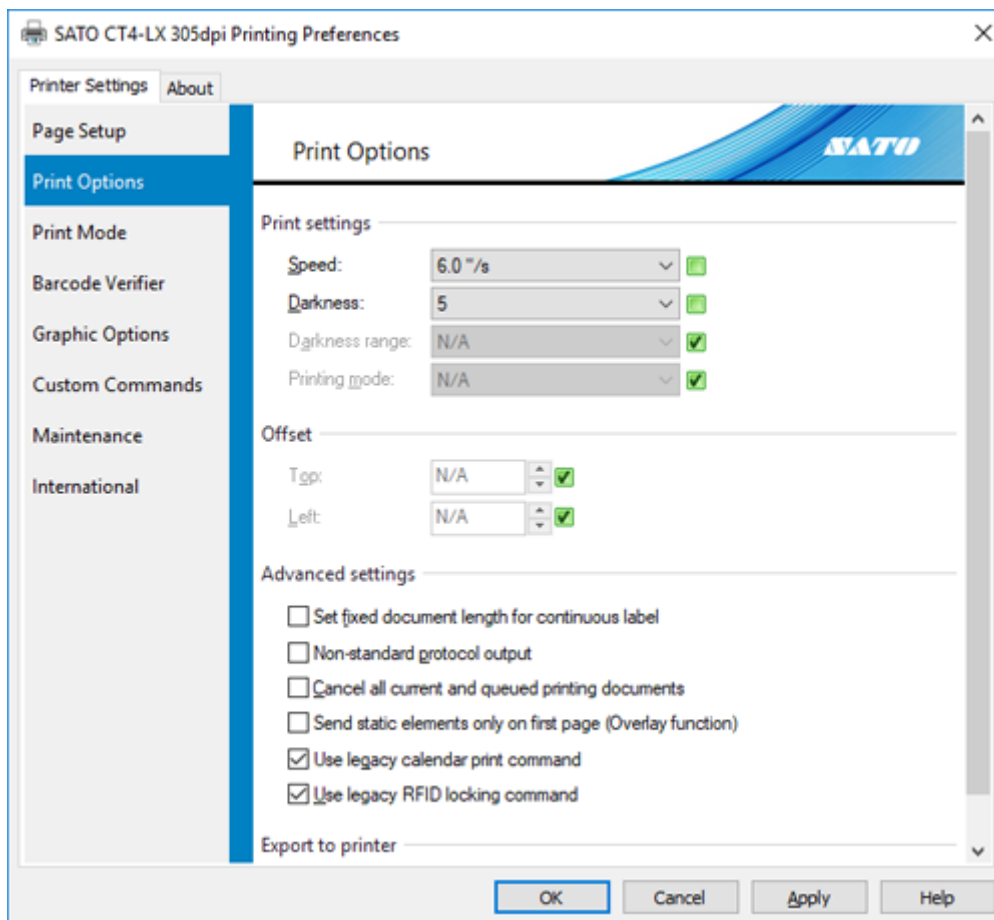 SATO CT4-LX 305dpi Printing Preferences
Printer Settings About
Page Setup
Print Options
Print Mode
Barcode Verifier
Graphic Options
Custom Commands
Maintenance
International
Print Options
SATO
Print settings
Speed: 6.0 "/s
Darkness: 5
Darkness range: N/A
Printing mode: N/A
Offset
Top: N/A
Left: N/A
Advanced settings
Set fixed document length for continuous label
Non-standard protocol output
Cancel all current and queued printing documents
Send static elements only on first page (Overlay function)
Use legacy calendar print command
Use legacy RFID locking command
Export to printer
OK Cancel Apply Help